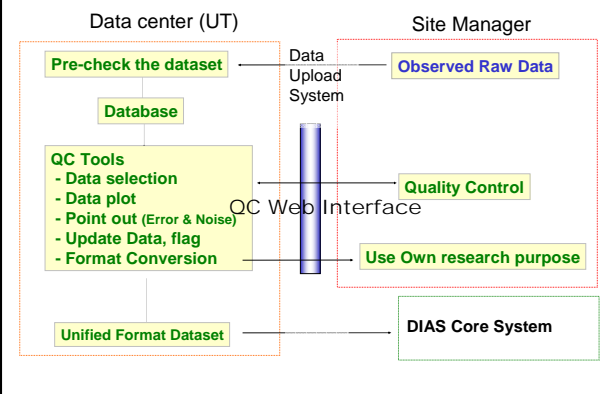 Data center (UT)
Site Manager
Pre-check the dataset
Data
Upload
System
Observed Raw Data
Database
QC Tools
- Data selection
- Data plot
- Point out (Error & Noise)
- Update Data, flag
- Format Conversion
QC Web Interface
Quality Control
Use Own research purpose
Unified Format Dataset
DIAS Core System